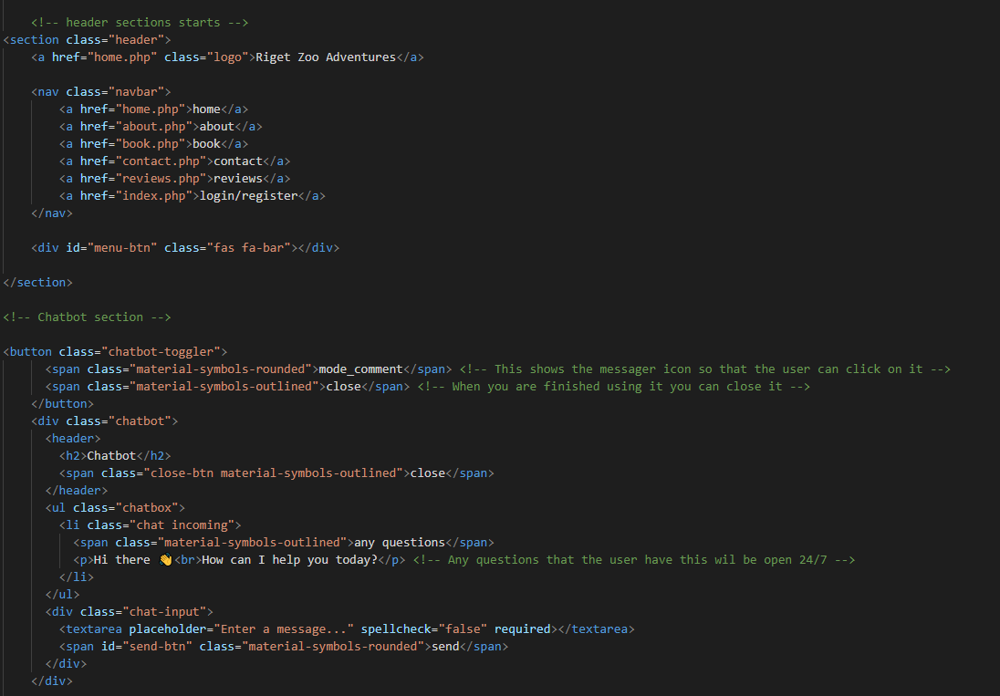 <!-- header sections starts -->
<section class="header">
<a href="home.php" class="logo">Riget Zoo Adventures</a>
<nav class="navbar">
<a href="home.php">home</a>
<a href="about.php">about</a>
<a href="book.php">book</a>
<a href="contact.php">contact</a>
<a href="reviews.php">reviews</a>
<a href="index.php">login/register</a>
</nav>
<div id="menu-btn" class="fas fa-bar"></div>
</section>
<!-- Chatbot section -->
<button class="chatbot-toggler">
<span class="material-symbols-rounded">mode_comment</span> <!-- This shows the messager icon so that the user can click on it -->
<span class="material-symbols-outlined">close</span> <!-- When you are finished using it you can close it -->
</button>
<div class="chatbot">
<header>
<h2>Chatbot</h2>
<span class="close-btn material-symbols-outlined">close</span>
</header>
<ul class="chatbox">
<li class="chat incoming">
<span class="material-symbols-outlined">any questions</span>
<p>Hi there 👋<br>How can I help you today?</p> <!-- Any questions that the user have this wil be open 24/7 -->
</li>
</ul>
<div class="chat-input">
<textarea placeholder="Enter a message..." spellcheck="false" required></textarea>
<span id="send-btn" class="material-symbols-rounded">send</span>
</div>
</div>